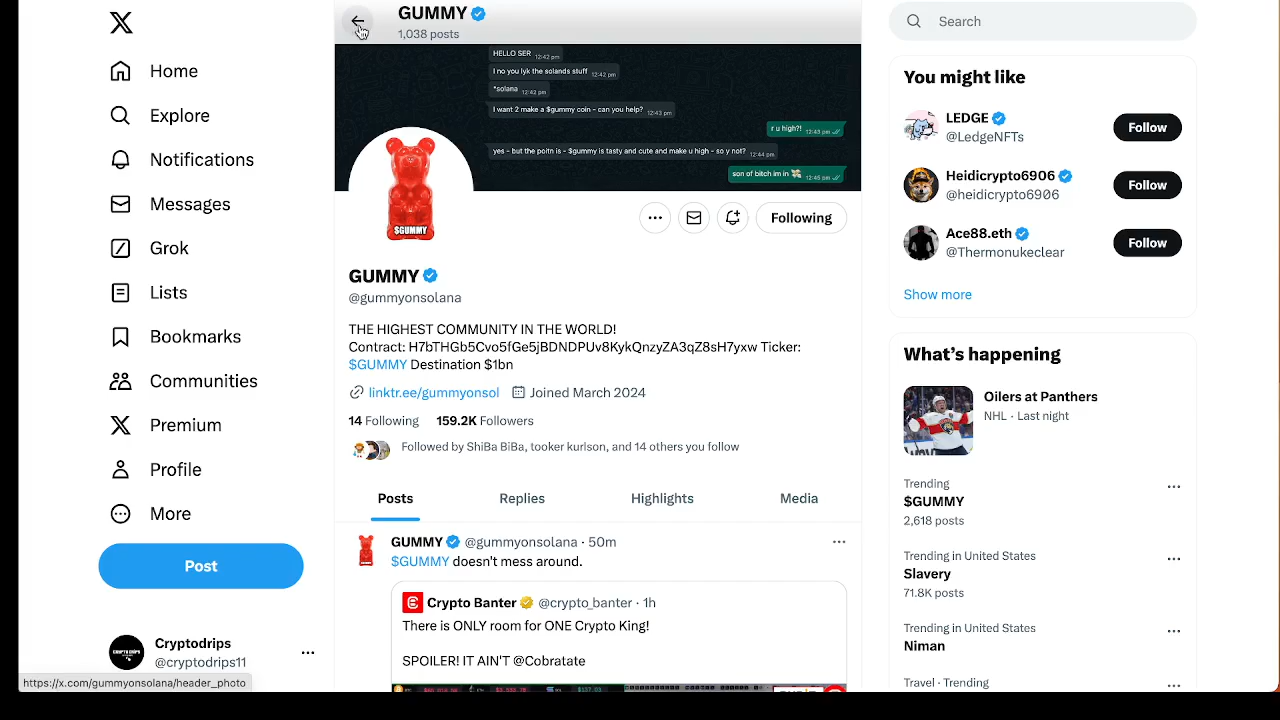 GUMMY
1,038 posts
HELLO SER 12:42 pm
I no you lyk the solands stuff 12:42 pm
*solana 12:42 pm
I want 2 make a $gummy coin - can you help? 12:43 pm
r u high?! 12:43 pm
yes - but the poitn is - $gummy is tasty and cute and make u high - so y not? 12:44 pm
son of bitch im in 💸 12:45 pm
$GUMMY
Following
GUMMY
@gummyonsolana
THE HIGHEST COMMUNITY IN THE WORLD!
Contract: H7bTHGb5Cvo5fGe5jBDNDPUv8KykQnzyZA3qZ8sH7yxw Ticker:
$GUMMY Destination $1bn
linktr.ee/gummyonsol Joined March 2024
14 Following 159.2K Followers
Followed by ShiBa BiBa, tooker kurlson, and 14 others you follow
Posts Replies Highlights Media
GUMMY @gummyonsolana · 50m
$GUMMY doesn't mess around.
Crypto Banter @crypto_banter · 1h
There is ONLY room for ONE Crypto King!
SPOILER! IT AIN'T @Cobratate
Home
Explore
Notifications
Messages
Grok
Lists
Bookmarks
Communities
Premium
Profile
More
Post
Cryptodrips
@cryptodrips11
https://x.com/gummyonsolana/header_photo
Search
You might like
LEDGE
@LedgeNFTs
Follow
Heidicrypto6906
@heidicrypto6906
Follow
Ace88.eth
@Thermonukeclear
Follow
Show more
What's happening
Oilers at Panthers
NHL · Last night
Trending
$GUMMY
2,618 posts
Trending in United States
Slavery
71.8K posts
Trending in United States
Niman
Travel · Trending